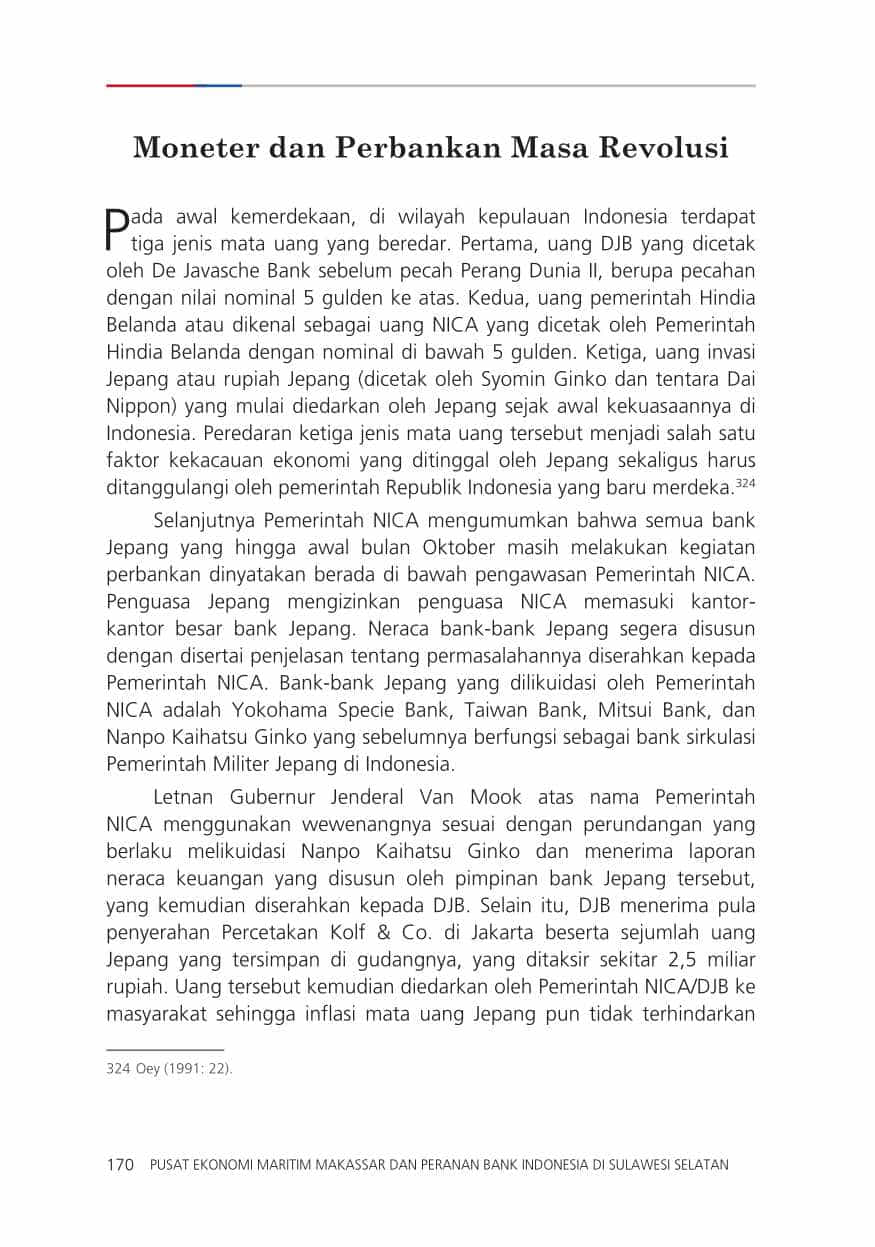 Moneter dan Perbankan Masa Revolusi
Pada awal kemerdekaan, di wilayah kepulauan Indonesia terdapat
tiga jenis mata uang yang beredar. Pertama, uang DJB yang dicetak
oleh De Javasche Bank sebelum pecah Perang Dunia II, berupa pecahan
dengan nilai nominal 5 gulden ke atas. Kedua, uang pemerintah Hindia
Belanda atau dikenal sebagai uang NICA yang dicetak oleh Pemerintah
Hindia Belanda dengan nominal di bawah 5 gulden. Ketiga, uang invasi
Jepang atau rupiah Jepang (dicetak oleh Syomin Ginko dan tentara Dai
Nippon) yang mulai diedarkan oleh Jepang sejak awal kekuasaannya di
Indonesia. Peredaran ketiga jenis mata uang tersebut menjadi salah satu
faktor kekacauan ekonomi yang ditinggal oleh Jepang sekaligus harus
ditanggulangi oleh pemerintah Republik Indonesia yang baru merdeka.324
Selanjutnya Pemerintah NICA mengumumkan bahwa semua bank
Jepang yang hingga awal bulan Oktober masih melakukan kegiatan
perbankan dinyatakan berada di bawah pengawasan Pemerintah NICA.
Penguasa Jepang mengizinkan penguasa NICA memasuki kantor-
kantor besar bank Jepang. Neraca bank-bank Jepang segera disusun
dengan disertai penjelasan tentang permasalahannya diserahkan kepada
Pemerintah NICA. Bank-bank Jepang yang dilikuidasi oleh Pemerintah
NICA adalah Yokohama Specie Bank, Taiwan Bank, Mitsui Bank, dan
Nanpo Kaihatsu Ginko yang sebelumnya berfungsi sebagai bank sirkulasi
Pemerintah Militer Jepang di Indonesia.
Letnan Gubernur Jenderal Van Mook atas nama Pemerintah
NICA menggunakan wewenangnya sesuai dengan perundangan yang
berlaku melikuidasi Nanpo Kaihatsu Ginko dan menerima laporan
neraca keuangan yang disusun oleh pimpinan bank Jepang tersebut,
yang kemudian diserahkan kepada DJB. Selain itu, DJB menerima pula
penyerahan Percetakan Kolf & Co. di Jakarta beserta sejumlah uang
Jepang yang tersimpan di gudangnya, yang ditaksir sekitar 2,5 miliar
rupiah. Uang tersebut kemudian diedarkan oleh Pemerintah NICA/DJB ke
masyarakat sehingga inflasi mata uang Jepang pun tidak terhindarkan
324 Oey (1991: 22).
170 PUSAT EKONOMI MARITIM MAKASSAR DAN PERANAN BANK INDONESIA DI SULAWESI SELATAN